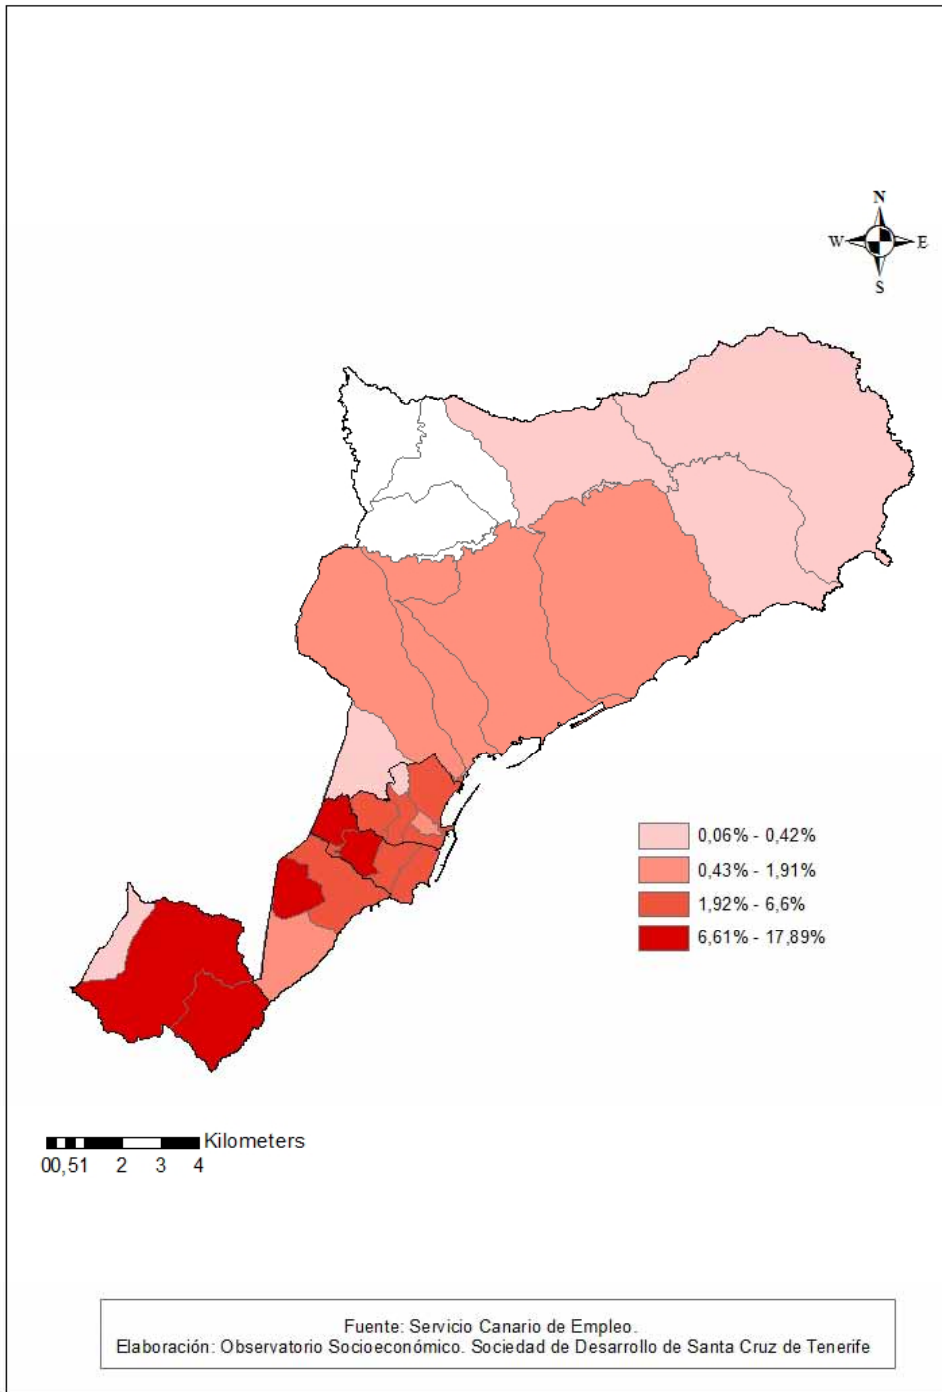 N
W E
S
0,06% - 0,42%
0,43% - 1,91%
1,92% - 6,6%
6,61% - 17,89%
Kilometers
00,51 2 3 4
Fuente: Servicio Canario de Empleo.
Elaboración: Observatorio Socioeconómico. Sociedad de Desarrollo de Santa Cruz de Tenerife